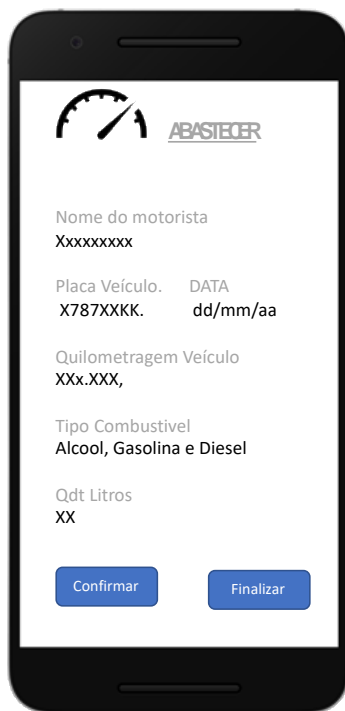 ABASTECER
Nome do motorista
Xxxxxxxxx
Placa Veículo. DATA
X787XXKK. dd/mm/aa
Quilometragem Veículo
XXx.XXX,
Tipo Combustivel
Alcool, Gasolina e Diesel
Qdt Litros
XX
Confirmar Finalizar